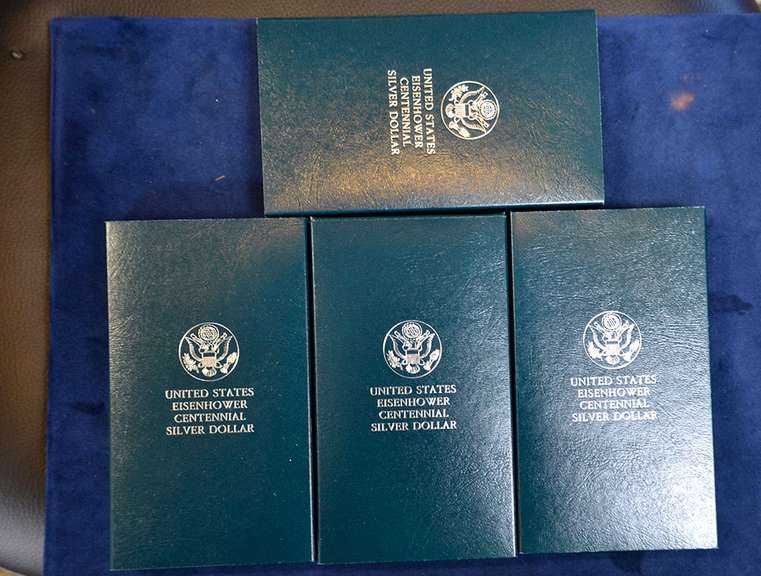 UNITED STATES
EISENHOWER
CENTENNIAL
SILVER DOLLAR
UNITED STATES
EISENHOWER
CENTENNIAL
SILVER DOLLAR
UNITED STATES
EISENHOWER
CENTENNIAL
SILVER DOLLAR
UNITED STATES
EISENHOWER
CENTENNIAL
SILVER DOLLAR